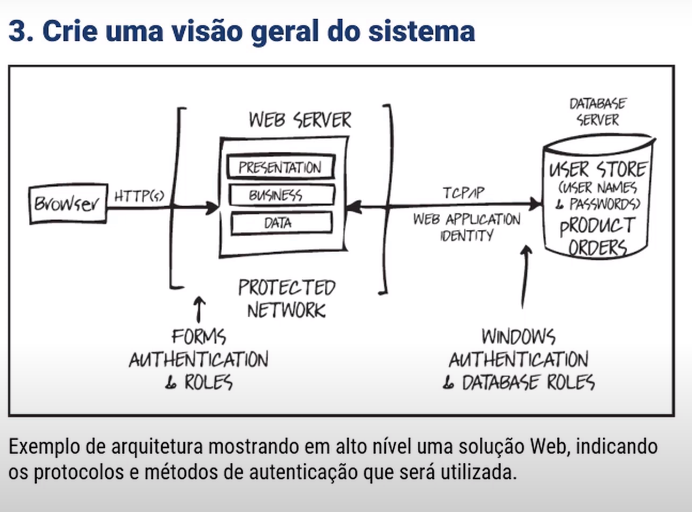 3. Crie uma visão geral do sistema
DATABASE
SERVER
WEB SERVER
PRESENTATION
BUSINESS
DATA
Browser
HTTP(s)
TCP/IP
WEB APPLICATION
IDENTITY
USER STORE
(USER NAMES
& PASSWORDS)
PRODUCT
ORDERS
PROTECTED
NETWORK
FORMS
AUTHENTICATION
& ROLES
WINDOWS
AUTHENTICATION
& DATABASE ROLES
Exemplo de arquitetura mostrando em alto nível uma solução Web, indicando
os protocolos e métodos de autenticação que será utilizada.